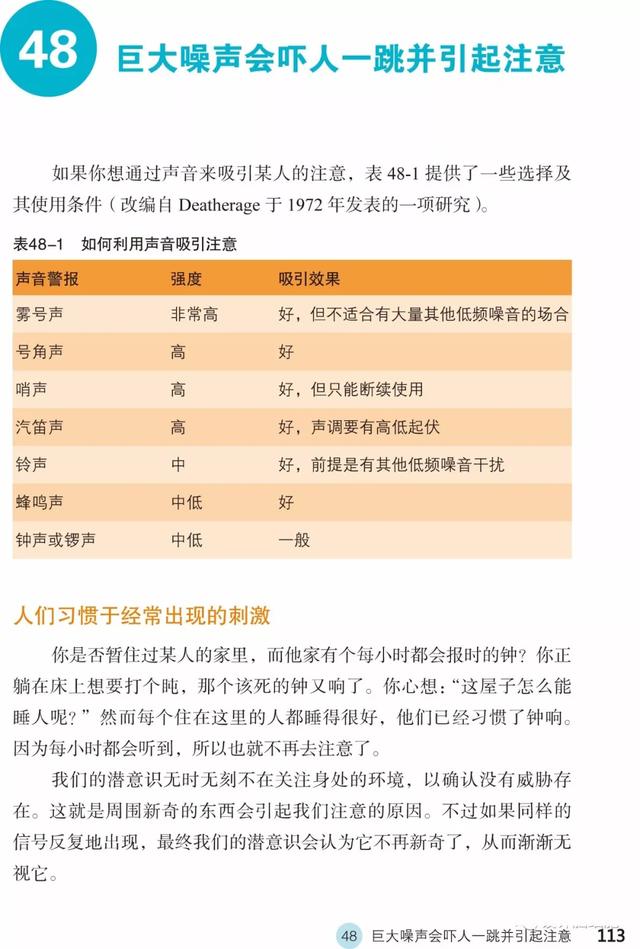 48
巨大噪声会吓人一跳并引起注意
如果你想通过声音来吸引某人的注意，表 48-1 提供了一些选择及
其使用条件（改编自 Deatherage 于 1972 年发表的一项研究）。
表48-1 如何利用声音吸引注意
声音警报 强度 吸引效果
雾号声 非常高 好，但不适合有大量其他低频噪音的场合
号角声 高 好
哨声 高 好，但只能断续使用
汽笛声 高 好，声调要有高低起伏
铃声 中 好，前提是有其他低频噪音干扰
蜂鸣声 中低 好
钟声或锣声 中低 一般
人们习惯于经常出现的刺激
你是否暂住过某人的家里，而他家有个每小时都会报时的钟？你正
躺在床上想要打个盹，那个该死的钟又响了。你心想：“这屋子怎么能
睡人呢？”然而每个住在这里的人都睡得很好，他们已经习惯了钟响。
因为每小时都会听到，所以也就不再去注意了。
我们的潜意识无时无刻不在关注身处的环境，以确认没有威胁存
在。这就是周围新奇的东西会引起我们注意的原因。不过如果同样的
信号反复地出现，最终我们的潜意识会认为它不再新奇了，从而渐渐无
视它。
48 巨大噪声会吓人一跳并引起注意 113